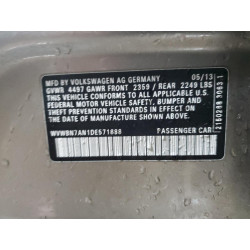 MFD. BY VOLKSWAGEN AG GERMANY 05/13
GVWR 4497 GAWR FRONT 2359 / REAR 2249 LBS
THIS VEHICLE CONFORMS TO ALL APPLICABLE
FEDERAL MOTOR VEHICLE SAFETY, BUMPER AND
THEFT PREVENTION STANDARDS IN EFFECT ON
THE DATE OF MANUFACTURE SHOWN ABOVE.
WVWBN7AN1DE571888 PASSENGER CAR